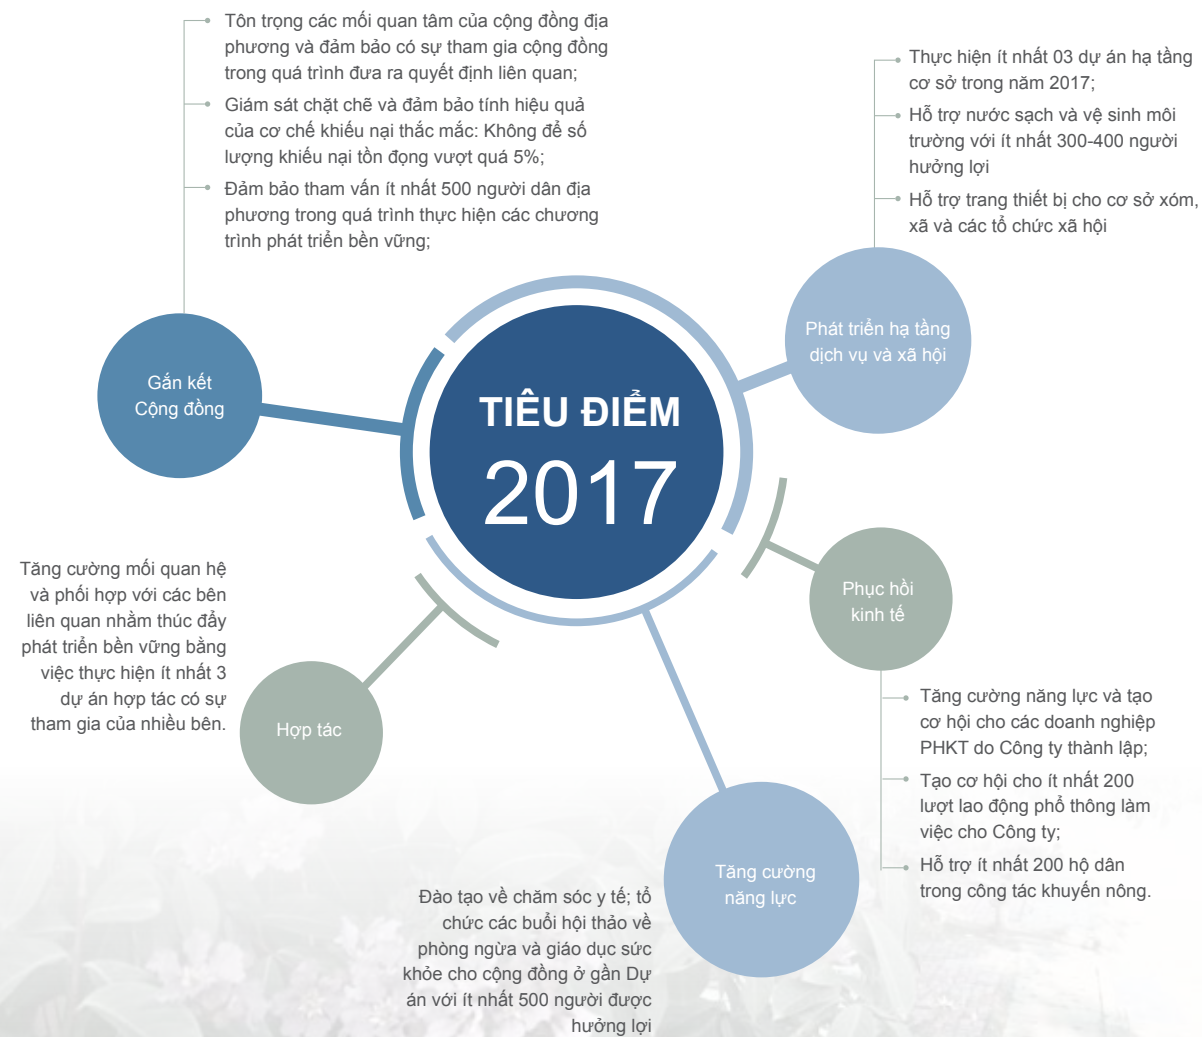 Tôn trọng các mối quan tâm của cộng đồng địa
phương và đảm bảo có sự tham gia cộng đồng
trong quá trình đưa ra quyết định liên quan;
Giám sát chặt chẽ và đảm bảo tính hiệu quả
của cơ chế khiếu nại thắc mắc: Không để số
lượng khiếu nại tồn đọng vượt quá 5%;
Đảm bảo tham vấn ít nhất 500 người dân địa
phương trong quá trình thực hiện các chương
trình phát triển bền vững;
Thực hiện ít nhất 03 dự án hạ tầng
cơ sở trong năm 2017;
Hỗ trợ nước sạch và vệ sinh môi
trường với ít nhất 300-400 người
hưởng lợi
Hỗ trợ trang thiết bị cho cơ sở xóm,
xã và các tổ chức xã hội
Gắn kết
Cộng đồng
Phát triển hạ tầng
dịch vụ và xã hội
TIÊU ĐIỂM
2017
Tăng cường mối quan hệ
và phối hợp với các bên
liên quan nhằm thúc đẩy
phát triển bền vững bằng
việc thực hiện ít nhất 3
dự án hợp tác có sự
tham gia của nhiều bên.
Hợp tác
Phục hồi
kinh tế
Tăng cường năng lực và tạo
cơ hội cho các doanh nghiệp
PHKT do Công ty thành lập;
Tạo cơ hội cho ít nhất 200
lượt lao động phổ thông làm
việc cho Công ty;
Hỗ trợ ít nhất 200 hộ dân
trong công tác khuyến nông.
Tăng cường
năng lực
Đào tạo về chăm sóc y tế; tổ
chức các buổi hội thảo về
phòng ngừa và giáo dục sức
khỏe cho cộng đồng ở gần Dự
án với ít nhất 500 người được
hưởng lợi